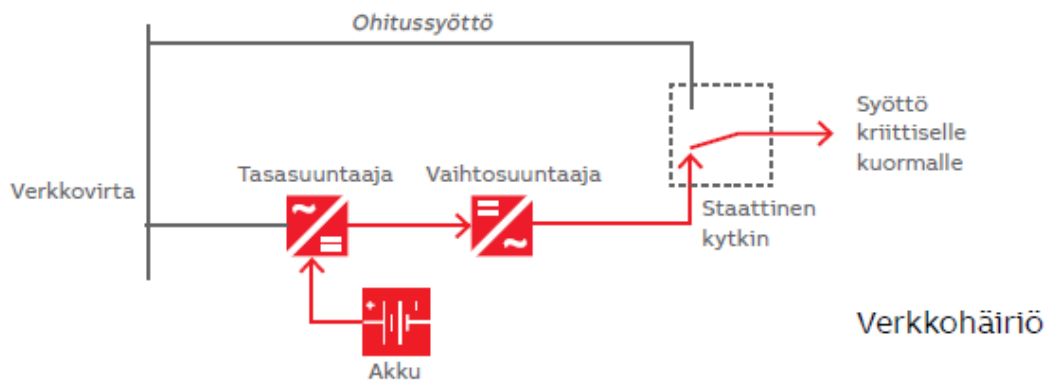 Ohitussyöttö
Syöttö
kriittiselle
kuormalle
Tasasuuntaaja
Vaihtosuuntaaja
Verkkovirta
Staattinen
kytkin
Akku
Verkkohäiriö